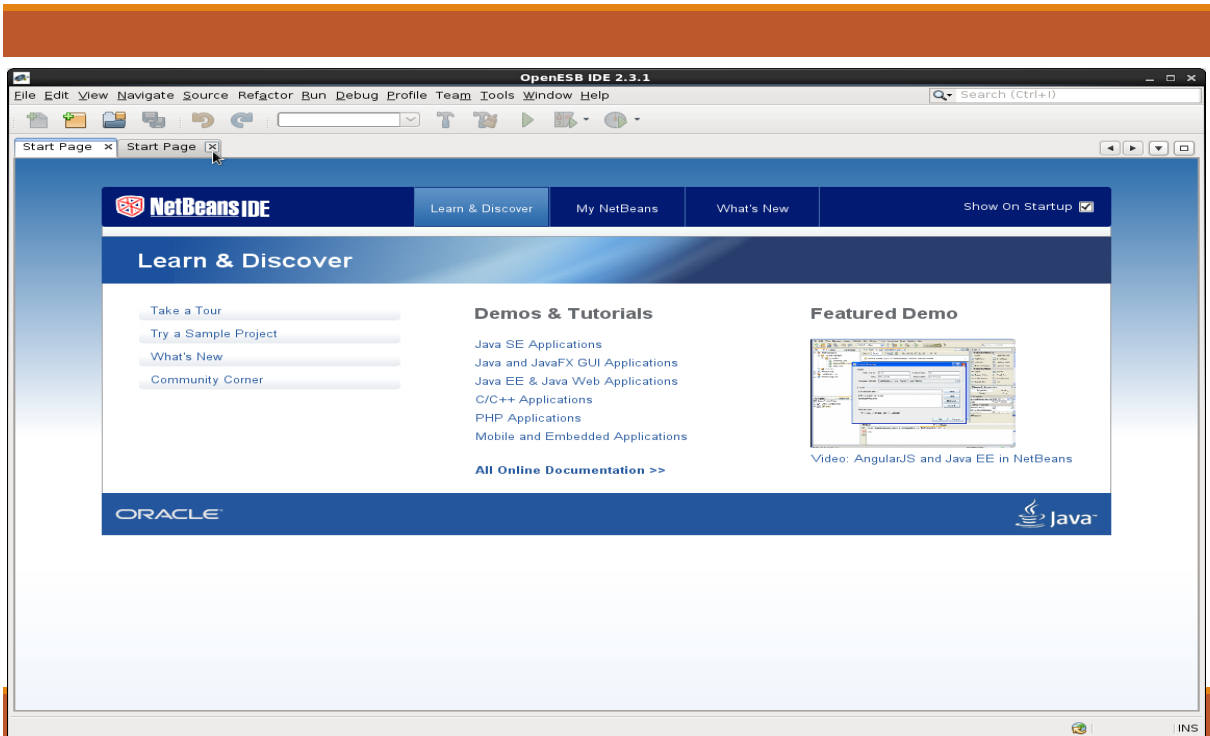 OpenESB IDE 2.3.1
File Edit View Navigate Source Refactor Run Debug Profile Team Tools Window Help Search (Ctrl+I)
Start Page Start Page
NetBeans IDE Learn & Discover My NetBeans What's New Show On Startup
Learn & Discover
Take a Tour
Try a Sample Project
What's New
Community Corner
Demos & Tutorials
Java SE Applications
Java and JavaFX GUI Applications
Java EE & Java Web Applications
C/C++ Applications
PHP Applications
Mobile and Embedded Applications
All Online Documentation >>
Featured Demo
Video: AngularJS and Java EE in NetBeans
ORACLE Java
INS